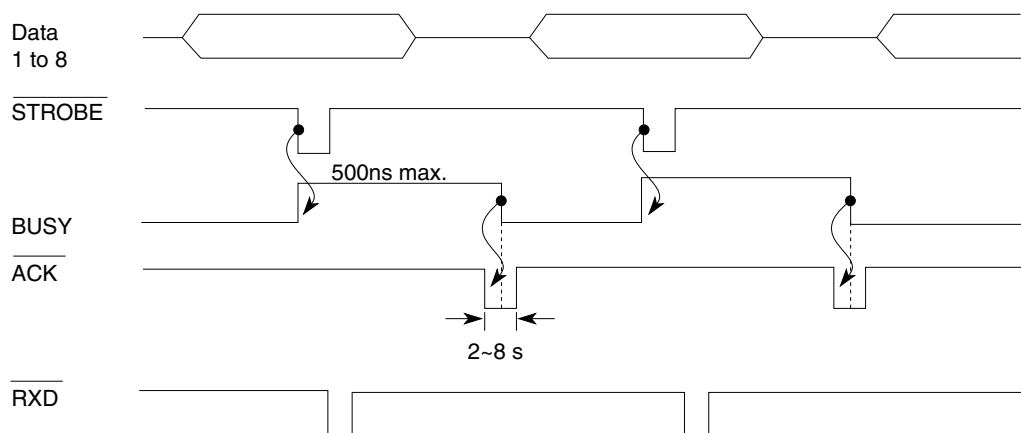 Data
1 to 8
STROBE
500ns max.
BUSY
ACK
2~8 s
RXD